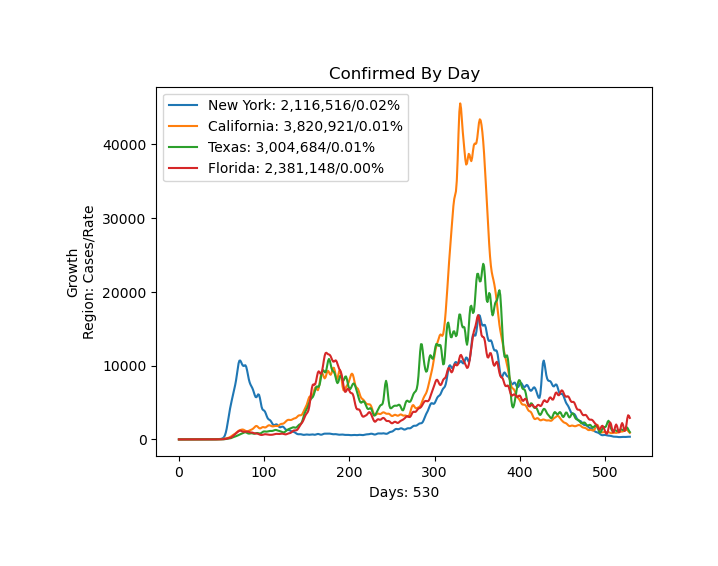 Confirmed By Day
New York: 2,116,516/0.02%
California: 3,820,921/0.01%
Texas: 3,004,684/0.01%
Florida: 2,381,148/0.00%
Growth
Region: Cases/Rate
40000
30000
20000
10000
0
0 100 200 300 400 500
Days: 530